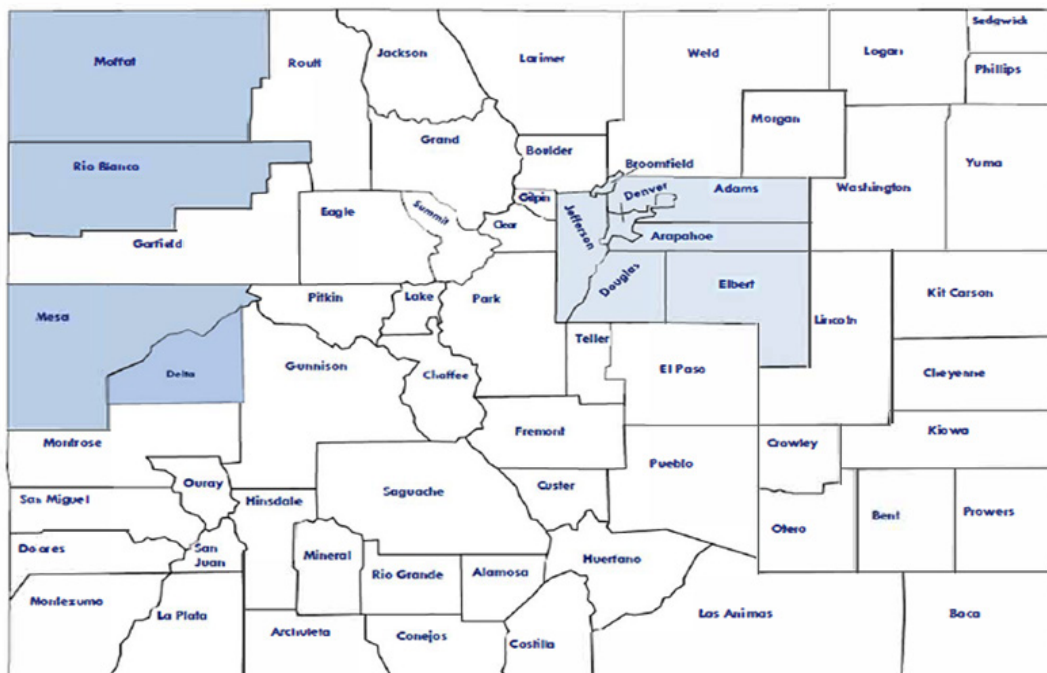 Sedgwick
Moffat
Routt
Jackson
Larimer
Weld
Logan
Phillips
Grand
Morgan
Rio Blanco
Boulder
Broomfield
Yuma
Gilpin
Denver
Adams
Washington
Eagle
Summit
Clear
Jefferson
Arapahoe
Garfield
Douglas
Elbert
Kit Carson
Mesa
Pitkin
Lake
Park
Lincoln
Teller
Gunnison
Chaffee
El Paso
Delta
Cheyenne
Montrose
Fremont
Crowley
Kiowa
Ouray
Pueblo
Saguache
Custer
San Miguel
Hinsdale
Otero
Bent
Prowers
Dolores
San
Juan
Mineral
Huerfano
Rio Grande
Alamosa
Montezuma
La Plata
Las Animas
Baca
Archuleta
Conejos
Costilla